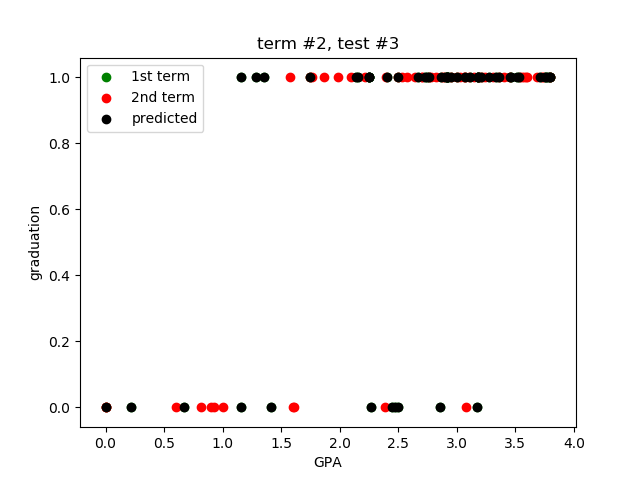 term #2, test #3
1st term
2nd term
predicted
1.0
0.8
0.6
0.4
0.2
0.0
graduation
0.0 0.5 1.0 1.5 2.0 2.5 3.0 3.5 4.0
GPA